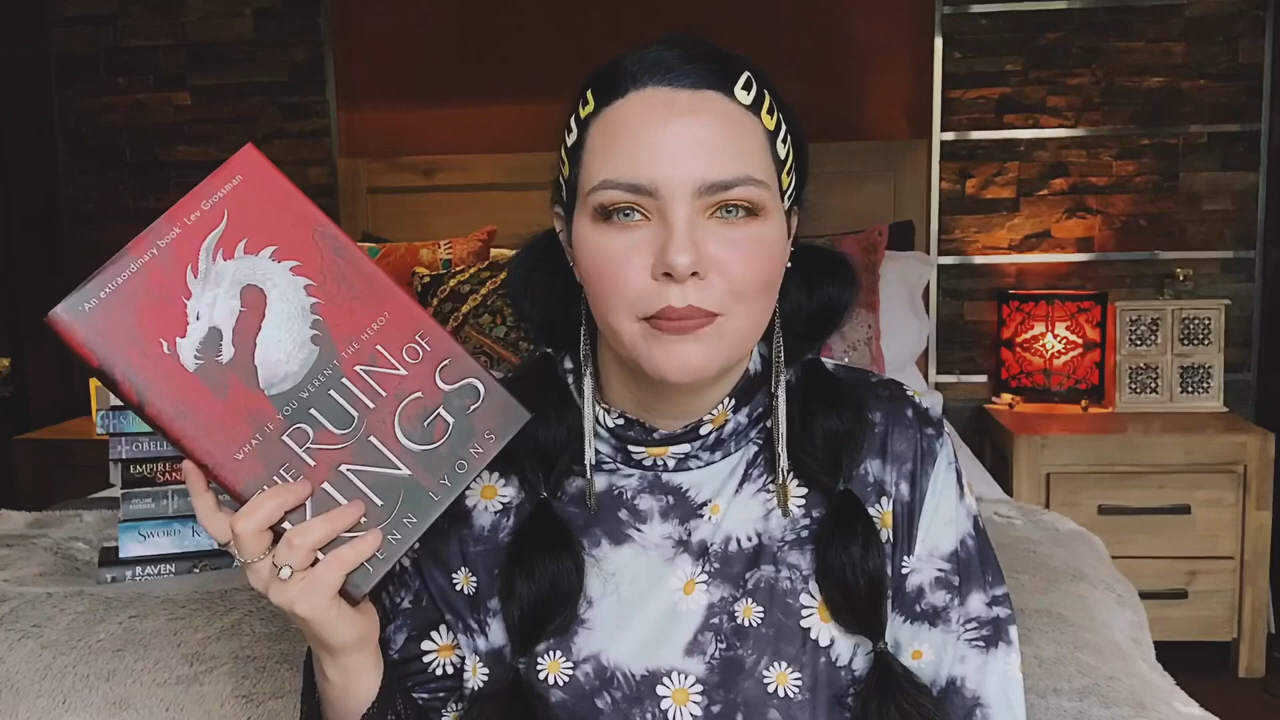 'An extraordinary book' Lev Grossman
WHAT IF YOU WEREN'T THE HERO?
THE RUIN OF
KINGS
JENN LYONS
OBELI
EMPIRE OF
SAN
SWORD
RAVEN
TOWER